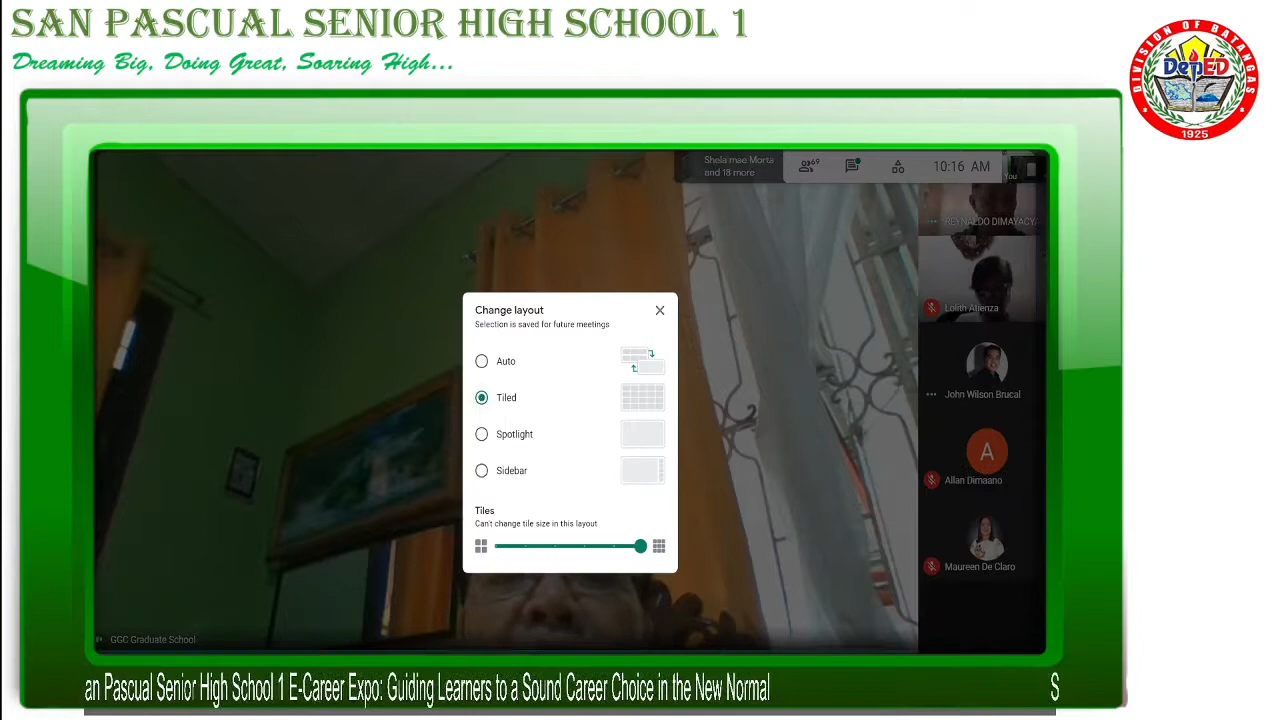 SAN PASCUAL SENIOR HIGH SCHOOL 1
Dreaming Big, Doing Great, Soaring High...
DIVISION OF BATANGAS
DepED
1925
Shela mae Morta
and 18 more
69
10:16 AM
You
REYNALDO DIMAYACYA
Lolith Atienza
John Wilson Brucal
A
Allan Dimaano
Maureen De Claro
Change layout
Selection is saved for future meetings
Auto
Tiled
Spotlight
Sidebar
Tiles
Can't change tile size in this layout
GGC Graduate School
an Pascual Senior High School 1 E-Career Expo: Guiding Learners to a Sound Career Choice in the New Normal S